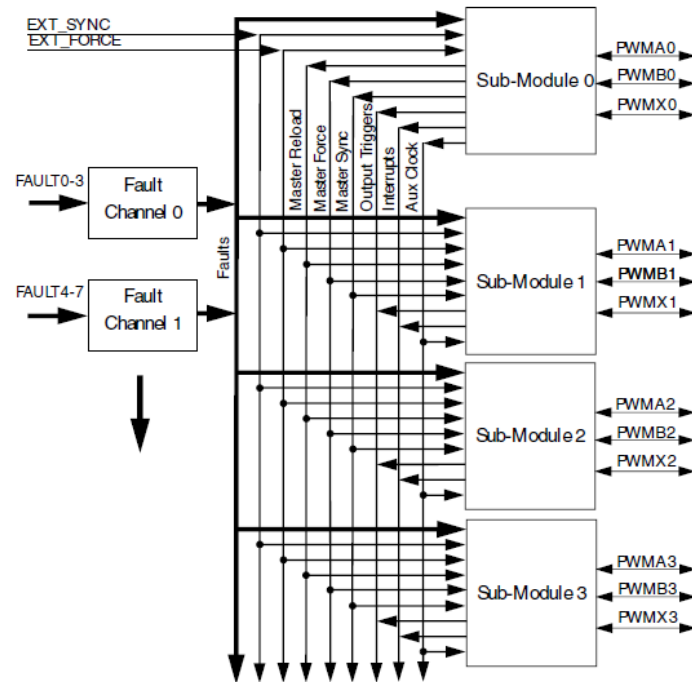 EXT_SYNC
EXT_FORCE
Sub-Module 0
PWMA0
PWMB0
PWMX0
Master Reload
Master Force
Master Sync
Output Triggers
Interrupts
Aux Clock
FAULT0-3
Fault
Channel 0
Faults
FAULT4-7
Fault
Channel 1
Sub-Module 1
PWMA1
PWMB1
PWMX1
Sub-Module 2
PWMA2
PWMB2
PWMX2
Sub-Module 3
PWMA3
PWMB3
PWMX3